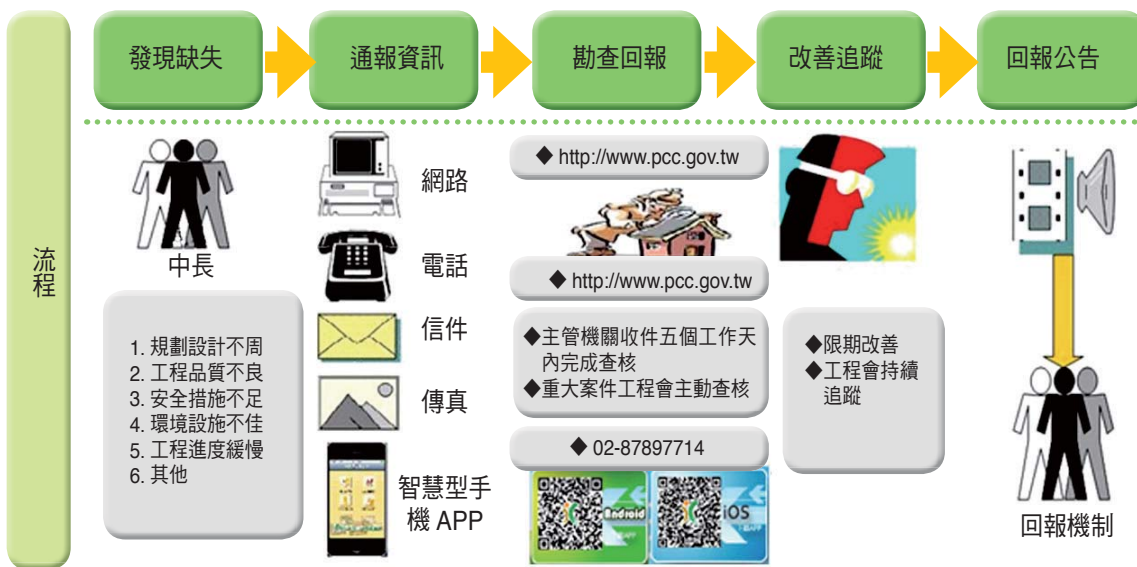 發現缺失
通報資訊
勘查回報
改善追蹤
回報公告
流程
中長
1. 規劃設計不周
2. 工程品質不良
3. 安全措施不足
4. 環境設施不佳
5. 工程進度緩慢
6. 其他
網路
電話
信件
傳真
智慧型手
機 APP
◆ http://www.pcc.gov.tw
◆ http://www.pcc.gov.tw
◆主管機關收件五個工作天
內完成查核
◆重大案件工程會主動查核
◆ 02-87897714
Android
iOS
◆限期改善
◆工程會持續
追蹤
回報機制